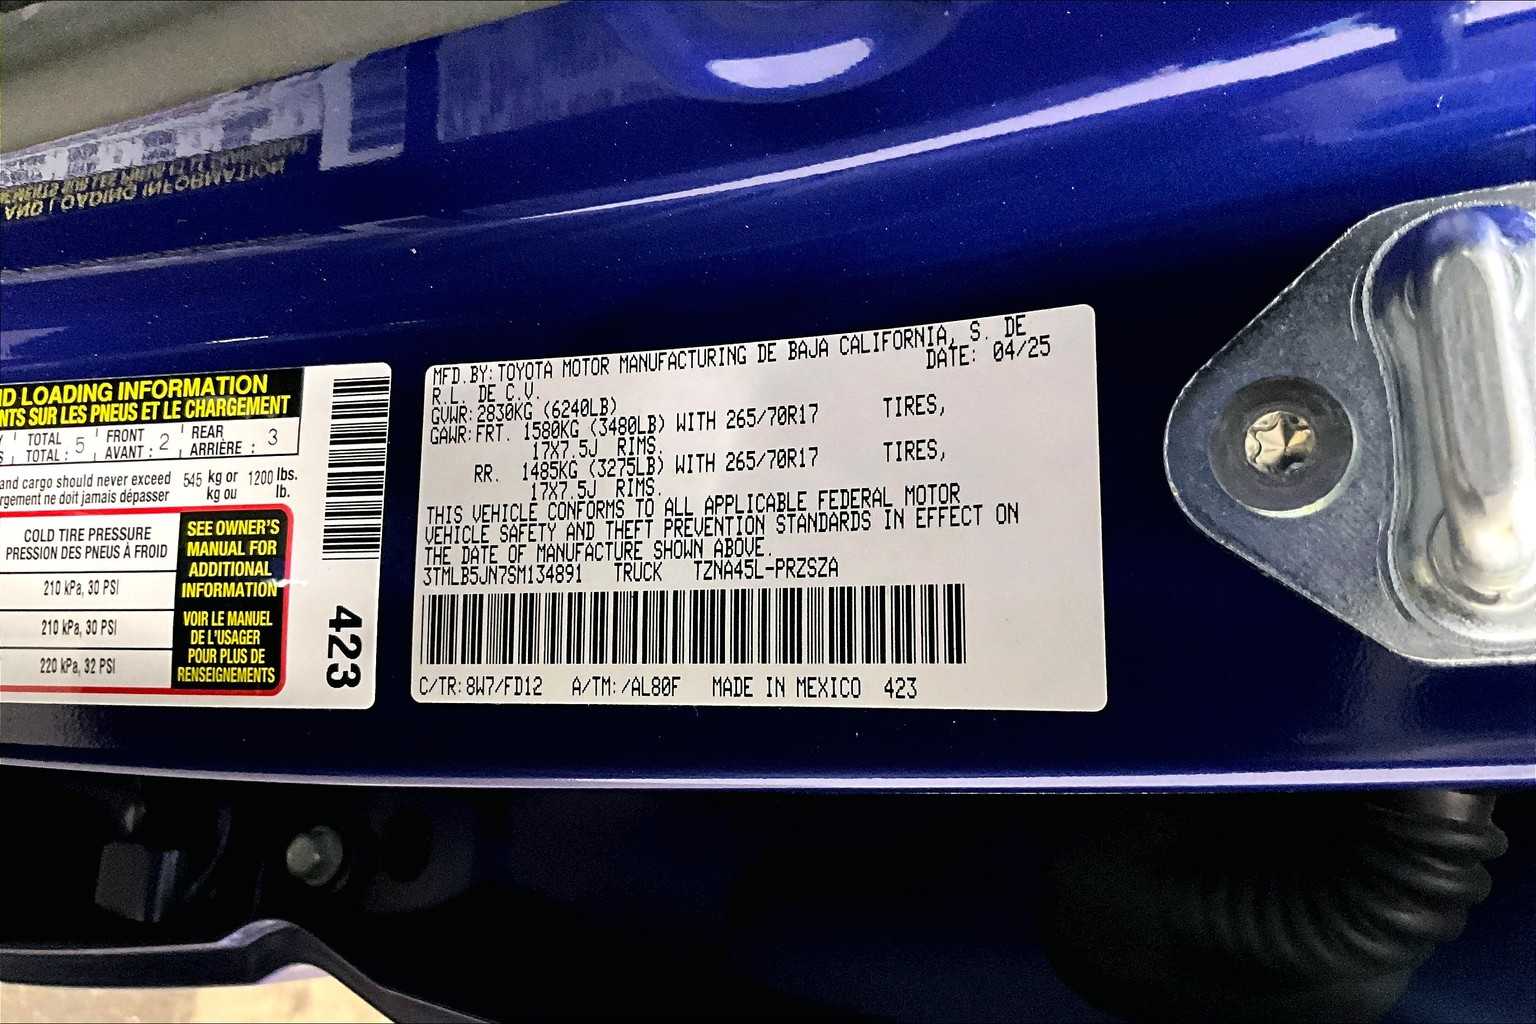 ND LOADING INFORMATION
NTS SUR LES PNEUS ET LE CHARGEMENT
TOTAL
TOTAL : 5
FRONT
AVANT : 2
REAR
ARRIÈRE : 3
and cargo should never exceed 545 kg or 1200 lbs.
rgement ne doit jamais dépasser kg ou lb.
COLD TIRE PRESSURE
PRESSION DES PNEUS À FROID
210 kPa, 30 PSI
210 kPa, 30 PSI
220 kPa, 32 PSI
SEE OWNER'S
MANUAL FOR
ADDITIONAL
INFORMATION
VOIR LE MANUEL
DE L'USAGER
POUR PLUS DE
RENSEIGNEMENTS
423
MFD.BY:TOYOTA MOTOR MANUFACTURING DE BAJA CALIFORNIA, S. DE
R.L. DE C.V. DATE: 04/25
GVWR:2830KG (6240LB)
GAWR:FRT. 1580KG (3480LB) WITH 265/70R17 TIRES,
17X7.5J RIMS.
RR. 1485KG (3275LB) WITH 265/70R17 TIRES,
17X7.5J RIMS.
THIS VEHICLE CONFORMS TO ALL APPLICABLE FEDERAL MOTOR
VEHICLE SAFETY AND THEFT PREVENTION STANDARDS IN EFFECT ON
THE DATE OF MANUFACTURE SHOWN ABOVE.
3TMLB5JN7SM134891 TRUCK TZNA45L-PRZSZA
C/TR:8W7/FD12 A/TM:/AL80F MADE IN MEXICO 423